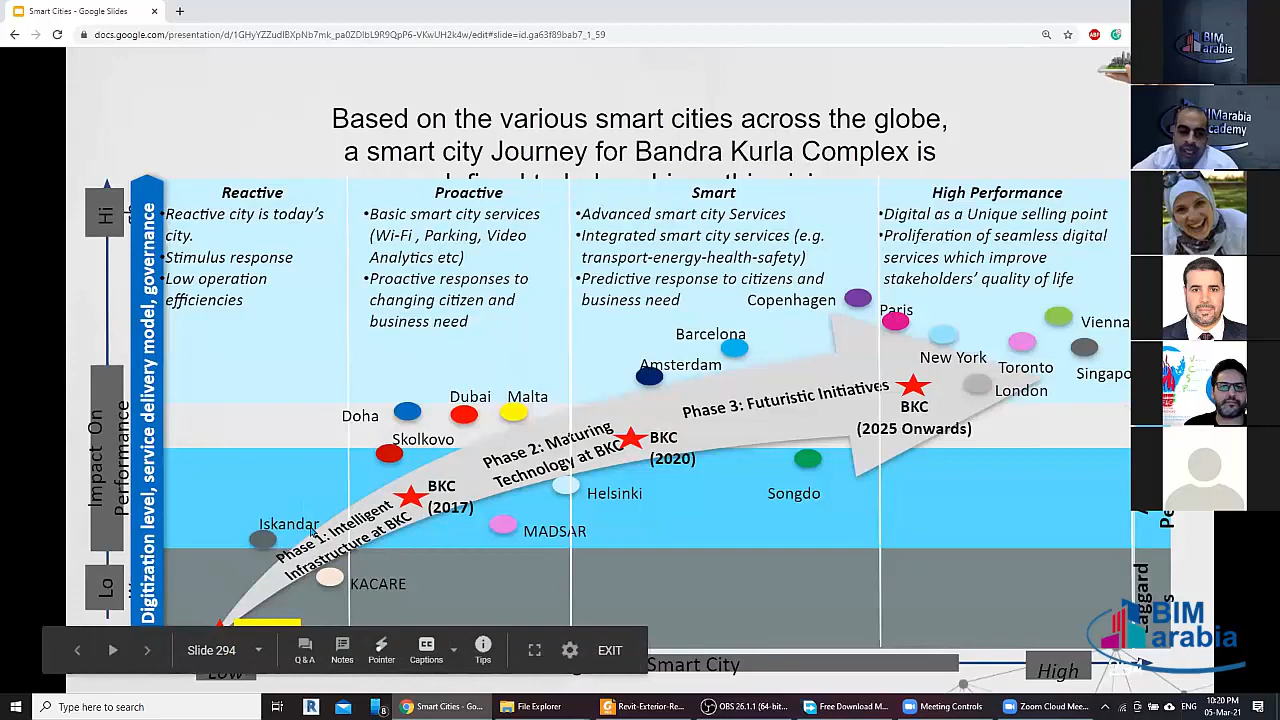 Smart Cities - Google Slides
docs.google.com/presentation/d/1GHyYZZudIBXpNb7mk_pa0ZDIbL9R9QpP6-VKwUH2k4w/edit#slide=id.ga63f89bab7_1_59
Based on the various smart cities across the globe,
a smart city Journey for Bandra Kurla Complex is
Hi
Impact On
Performance
Lo
Digitization level, service delivery model, governance
Reactive
•Reactive city is today's
city.
•Stimulus response
•Low operation
efficiencies
Proactive
•Basic smart city services
(Wi-Fi , Parking, Video
Analytics etc)
•Proactive responses to
changing citizen and
business need
Smart
•Advanced smart city Services
•Integrated smart city services (e.g.
transport-energy-health-safety)
•Predictive response to citizens and
business need
High Performance
•Digital as a Unique selling point
•Proliferation of seamless digital
services which improve
stakeholders' quality of life
Copenhagen
Paris
Vienna
Barcelona
New York
Toronto
Singapo
Amsterdam
London
Dubai
Malta
Doha
Skolkovo
Phase 3: Futuristic Initiatives
BKC
(2025 Onwards)
Phase 2: Maturing
Technology at BKC
BKC
(2020)
Songdo
Helsinki
BKC
(2017)
MADSAR
Iskandar
Phase 1: Intelligent
Infrastructure at BKC
KACARE
Laggard
Slide 294
Q & A
Notes
Pointer
Captions
Tips
EXIT
Low
Smart City
High
BIM
arabia
BIMarabia
cademy
BIM
arabia
Type here to search
Smart Cities - Go...
File Explorer
Revit-Exterior-Re...
OBS 26.1.1 (64-bit...
Free Download M...
Meeting Controls
Zoom Cloud Meet...
10:20 PM
05-Mar-21